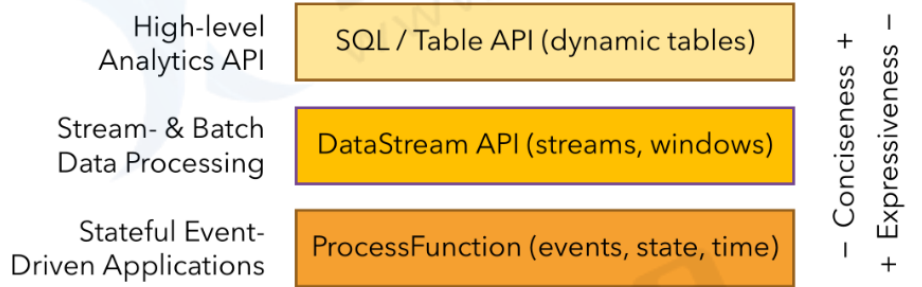 High-level
Analytics API
SQL / Table API (dynamic tables)
Stream- & Batch
Data Processing
DataStream API (streams, windows)
Stateful Event-
Driven Applications
ProcessFunction (events, state, time)
− Conciseness +
+ Expressiveness −